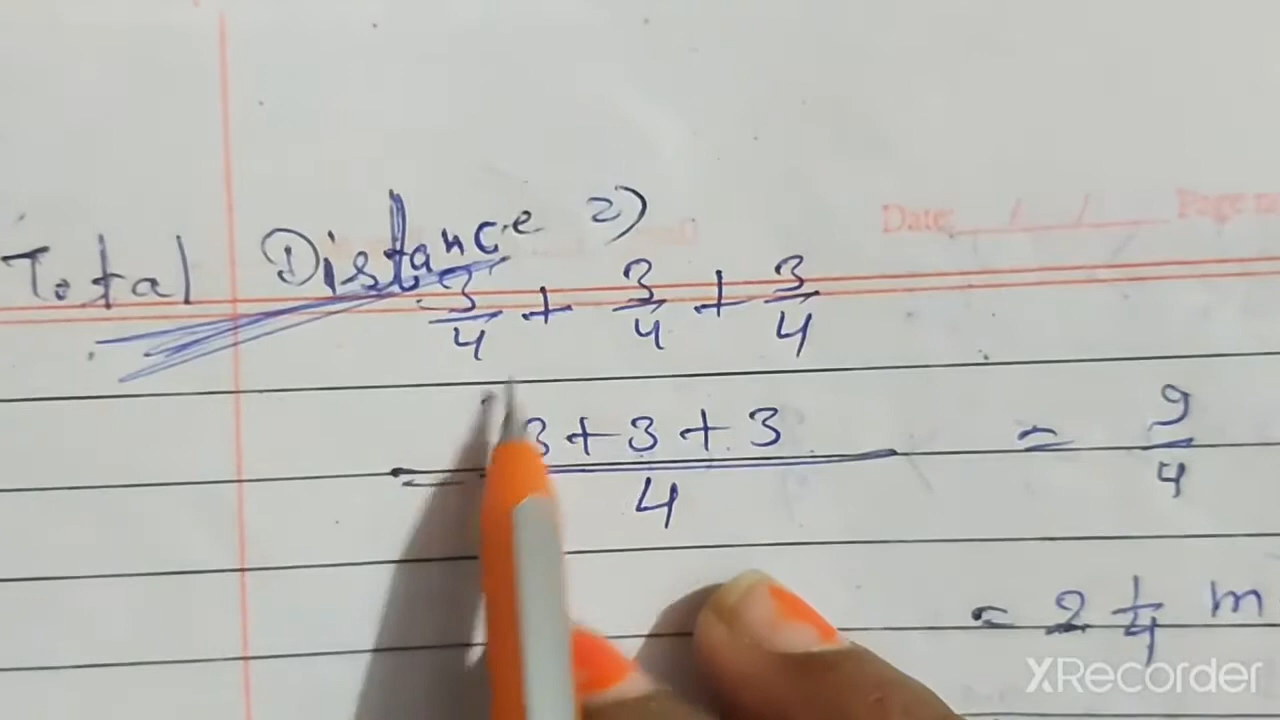 Date: / / Page n
Total Distance =)
3/4 + 3/4 + 3/4
= 3+3+3/4 = 9/4
= 2 1/4 m
XRecorder